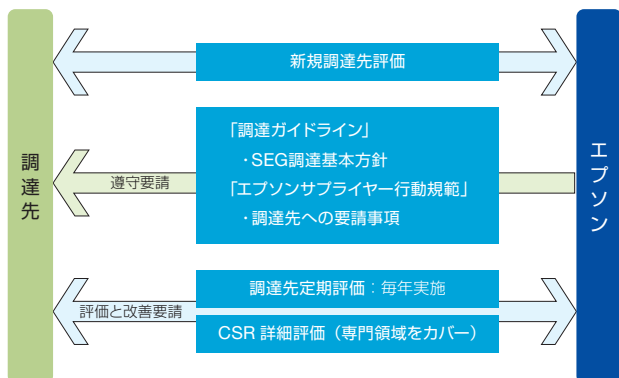 新規調達先評価
「調達ガイドライン」
・SEG調達基本方針
「エプソンサプライヤー行動規範」
・調達先への要請事項
調達先
遵守要請
エプソン
調達先定期評価：毎年実施
評価と改善要請
CSR 詳細評価（専門領域をカバー）